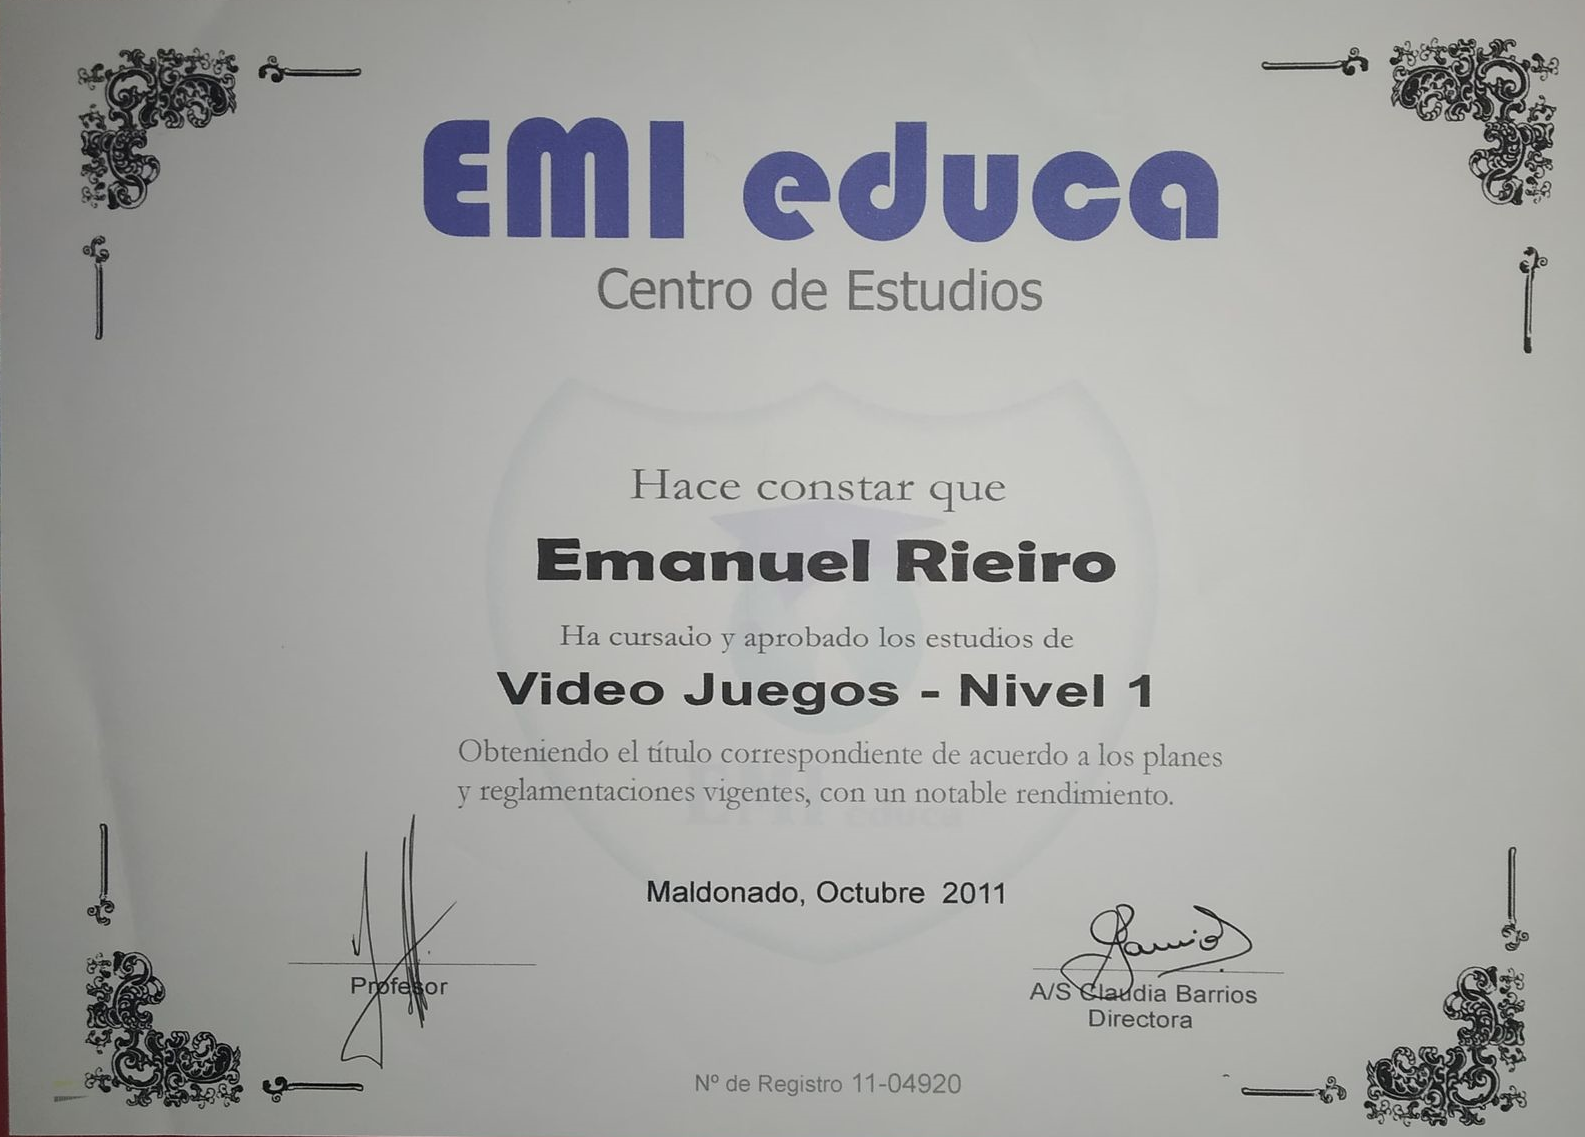 EMI educa
Centro de Estudios
Hace constar que
Emanuel Rieiro
Ha cursado y aprobado los estudios de
Video Juegos - Nivel 1
Obteniendo el título correspondiente de acuerdo a los planes
y reglamentaciones vigentes, con un notable rendimiento.
EMI educa
Maldonado, Octubre 2011
Profesor
A/S Claudia Barrios
Directora
Nº de Registro 11-04920